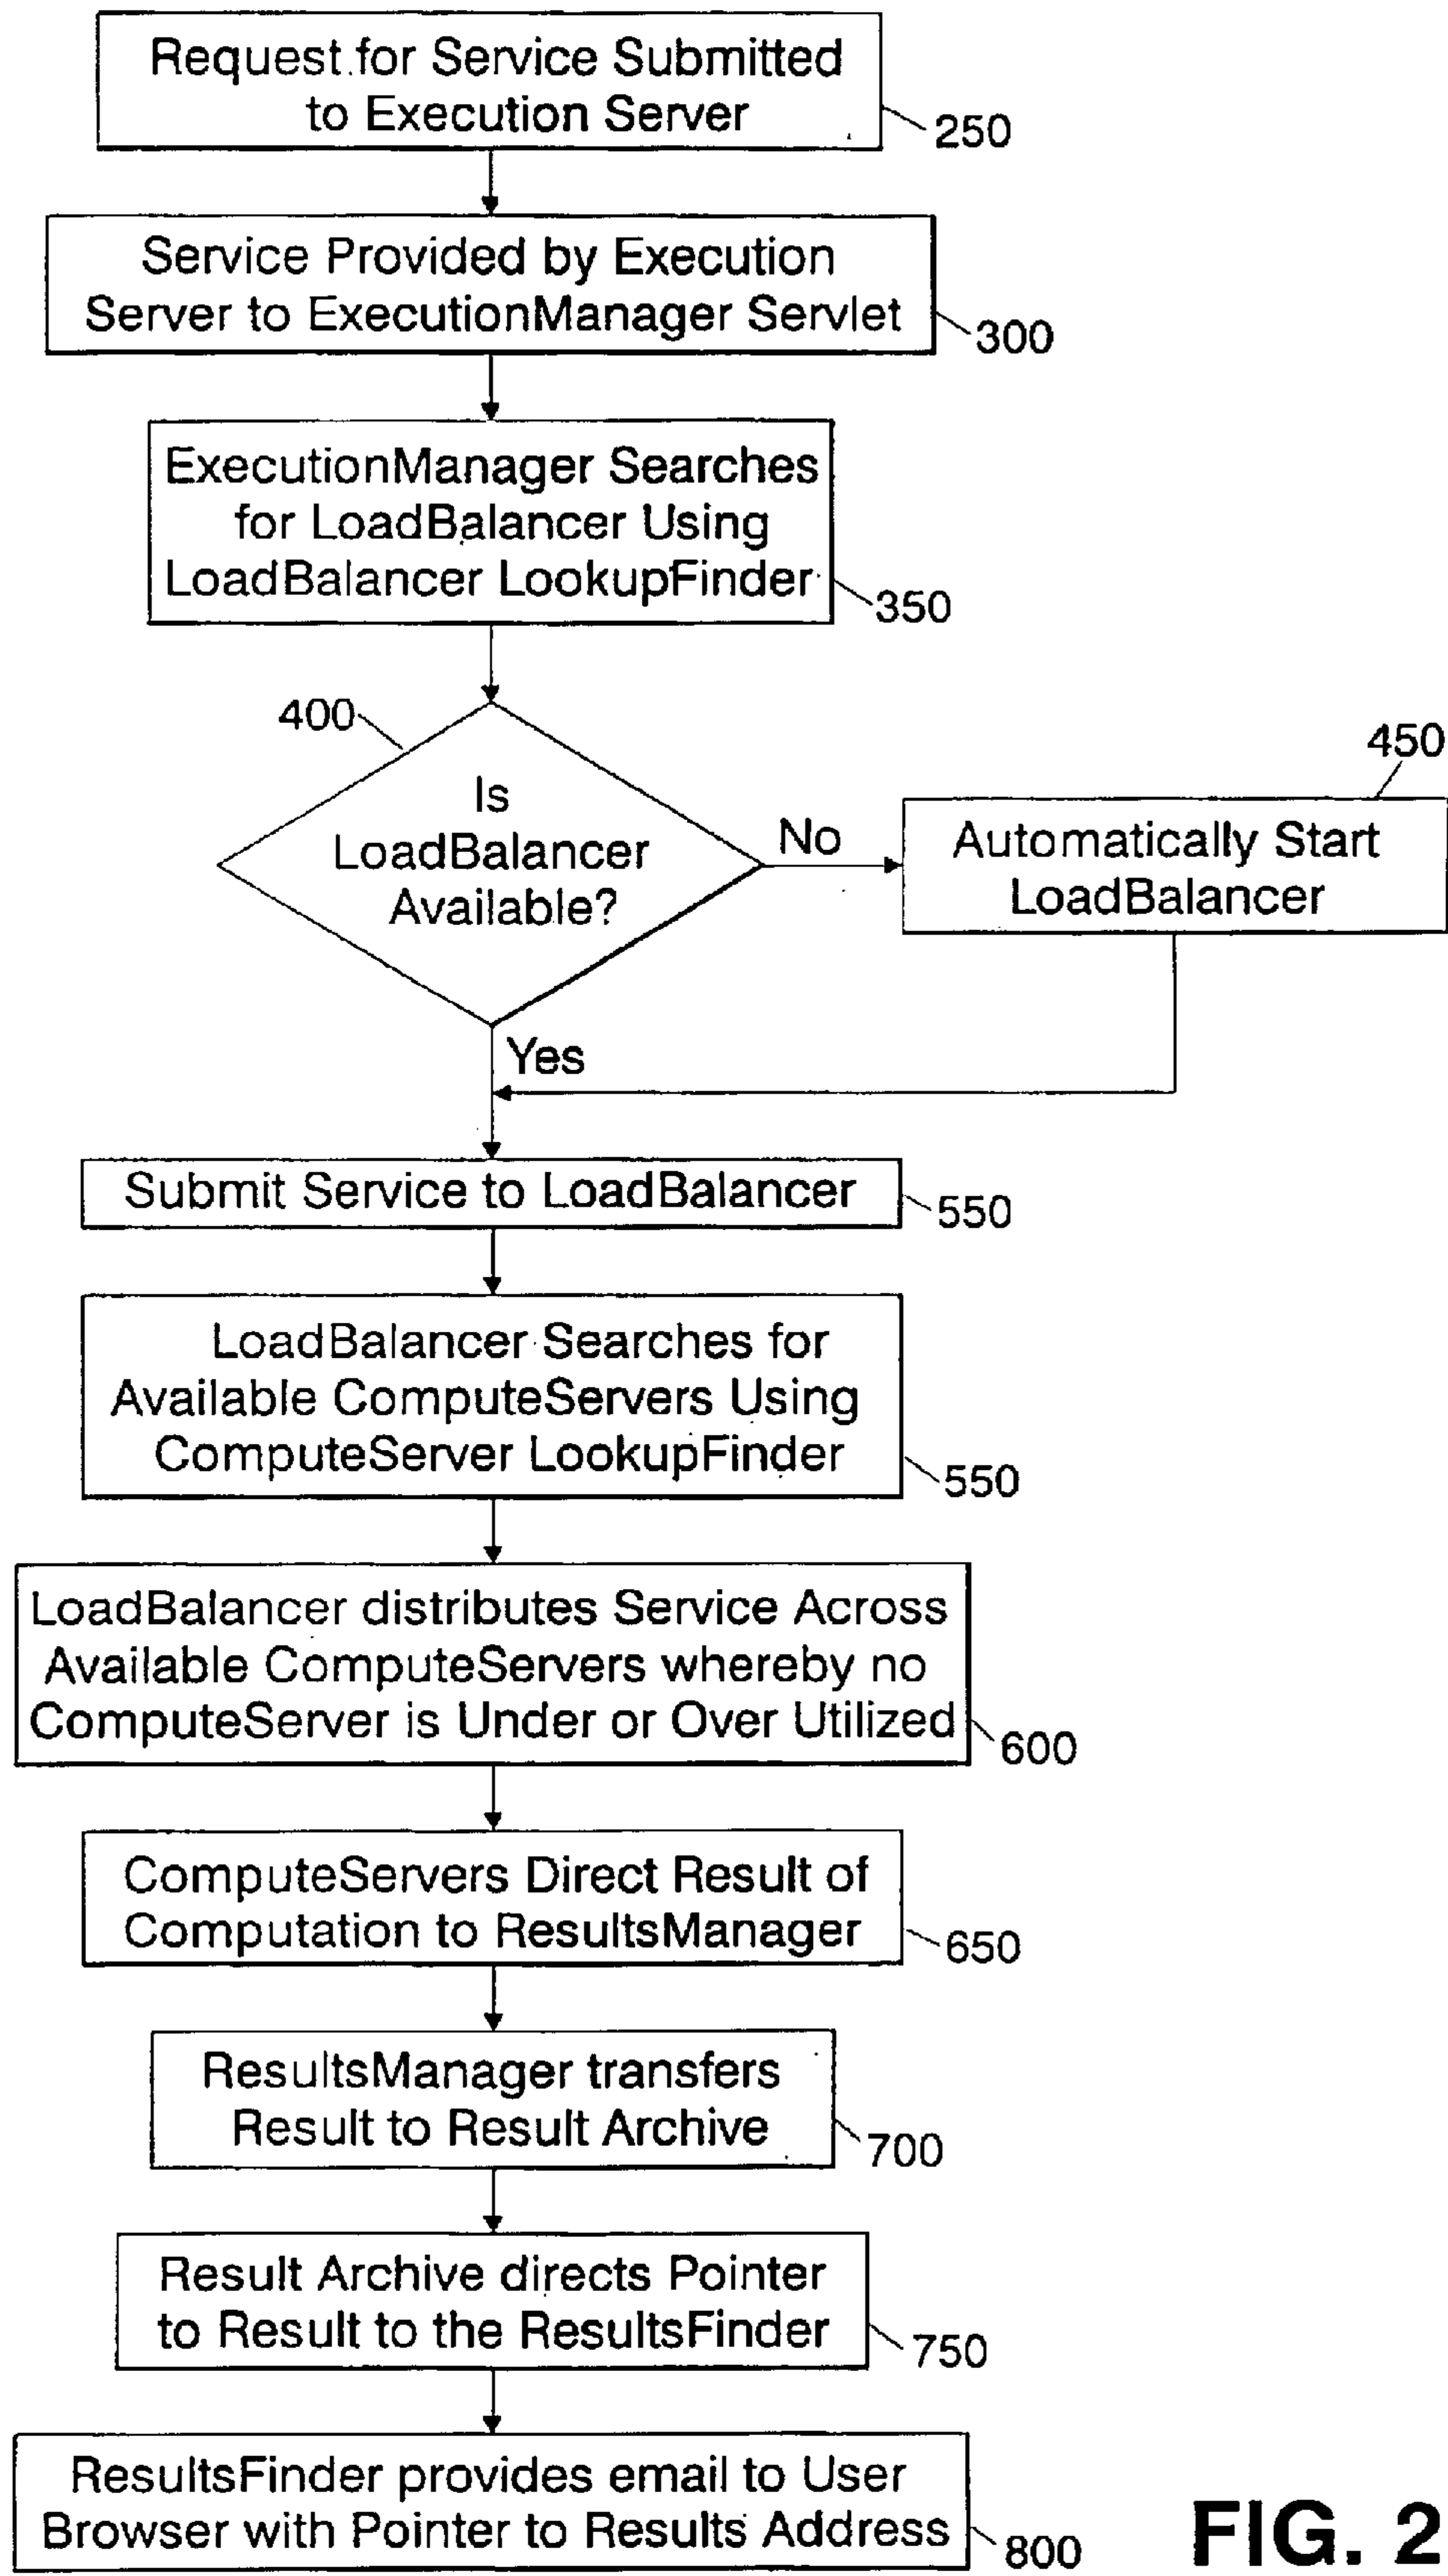 Request for Service Submitted
to Execution Server
250
Service Provided by Execution
Server to ExecutionManager Servlet
300
ExecutionManager Searches
for LoadBalancer Using
LoadBalancer LookupFinder
350
400
Is
LoadBalancer
Available?
No
450
Automatically Start
LoadBalancer
Yes
Submit Service to LoadBalancer
550
LoadBalancer Searches for
Available ComputeServers Using
ComputeServer LookupFinder
550
LoadBalancer distributes Service Across
Available ComputeServers whereby no
ComputeServer is Under or Over Utilized
600
ComputeServers Direct Result of
Computation to ResultsManager
650
ResultsManager transfers
Result to Result Archive
700
Result Archive directs Pointer
to Result to the ResultsFinder
750
ResultsFinder provides email to User
Browser with Pointer to Results Address
800
FIG. 2